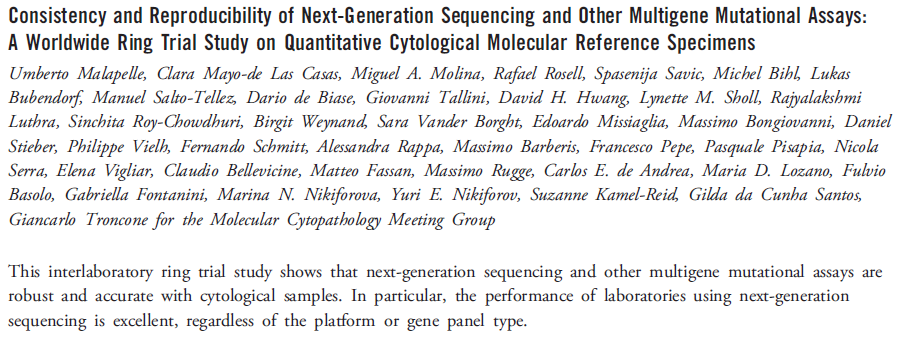 Consistency and Reproducibility of Next-Generation Sequencing and Other Multigene Mutational Assays:
A Worldwide Ring Trial Study on Quantitative Cytological Molecular Reference Specimens
Umberto Malapelle, Clara Mayo-de Las Casas, Miguel A. Molina, Rafael Rosell, Spasenija Savic, Michel Bihl, Lukas
Bubendorf, Manuel Salto-Tellez, Dario de Biase, Giovanni Tallini, David H. Hwang, Lynette M. Sholl, Rajyalakshmi
Luthra, Sinchita Roy-Chowdhuri, Birgit Weynand, Sara Vander Borght, Edoardo Missiaglia, Massimo Bongiovanni, Daniel
Stieber, Philippe Vielh, Fernando Schmitt, Alessandra Rappa, Massimo Barberis, Francesco Pepe, Pasquale Pisapia, Nicola
Serra, Elena Vigliar, Claudio Bellevicine, Matteo Fassan, Massimo Rugge, Carlos E. de Andrea, Maria D. Lozano, Fulvio
Basolo, Gabriella Fontanini, Marina N. Nikiforova, Yuri E. Nikiforov, Suzanne Kamel-Reid, Gilda da Cunha Santos,
Giancarlo Troncone for the Molecular Cytopathology Meeting Group
This interlaboratory ring trial study shows that next-generation sequencing and other multigene mutational assays are
robust and accurate with cytological samples. In particular, the performance of laboratories using next-generation
sequencing is excellent, regardless of the platform or gene panel type.